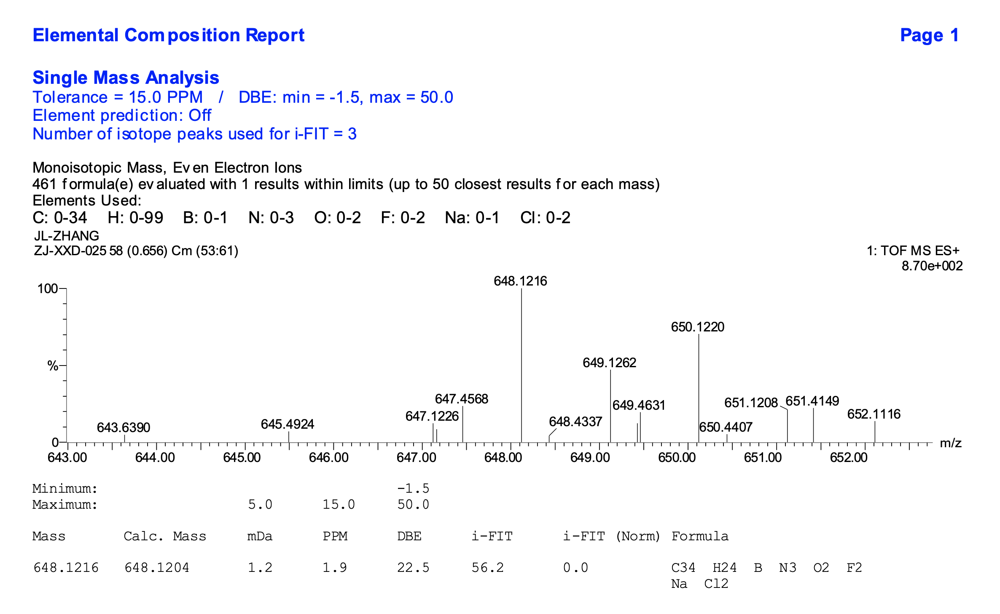 Elemental Composition Report Page 1
Single Mass Analysis
Tolerance = 15.0 PPM / DBE: min = -1.5, max = 50.0
Element prediction: Off
Number of isotope peaks used for i-FIT = 3
Monoisotopic Mass, Even Electron Ions
461 formula(e) evaluated with 1 results within limits (up to 50 closest results for each mass)
Elements Used:
C: 0-34 H: 0-99 B: 0-1 N: 0-3 O: 0-2 F: 0-2 Na: 0-1 Cl: 0-2
JL-ZHANG
ZJ-XXD-025 58 (0.656) Cm (53:61) 1: TOF MS ES+
8.70e+002
648.1216
100
650.1220
649.1262
%
647.4568
649.4631
651.1208 651.4149
647.1226
652.1116
648.4337
643.6390
645.4924
650.4407
0
m/z
643.00 644.00 645.00 646.00 647.00 648.00 649.00 650.00 651.00 652.00
Minimum: -1.5
Maximum: 5.0 15.0 50.0
Mass Calc. Mass mDa PPM DBE i-FIT i-FIT (Norm) Formula
648.1216 648.1204 1.2 1.9 22.5 56.2 0.0 C34 H24 B N3 O2 F2
Na Cl2